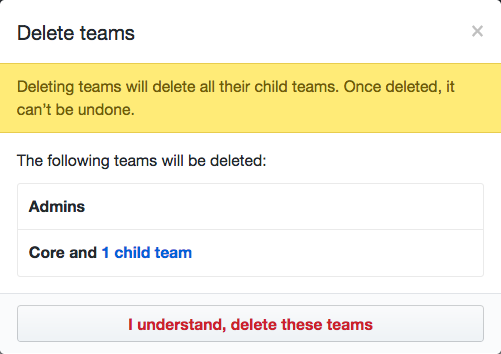 Delete teams
×
Deleting teams will delete all their child teams. Once deleted, it
can’t be undone.
The following teams will be deleted:
Admins
Core and 1 child team
I understand, delete these teams